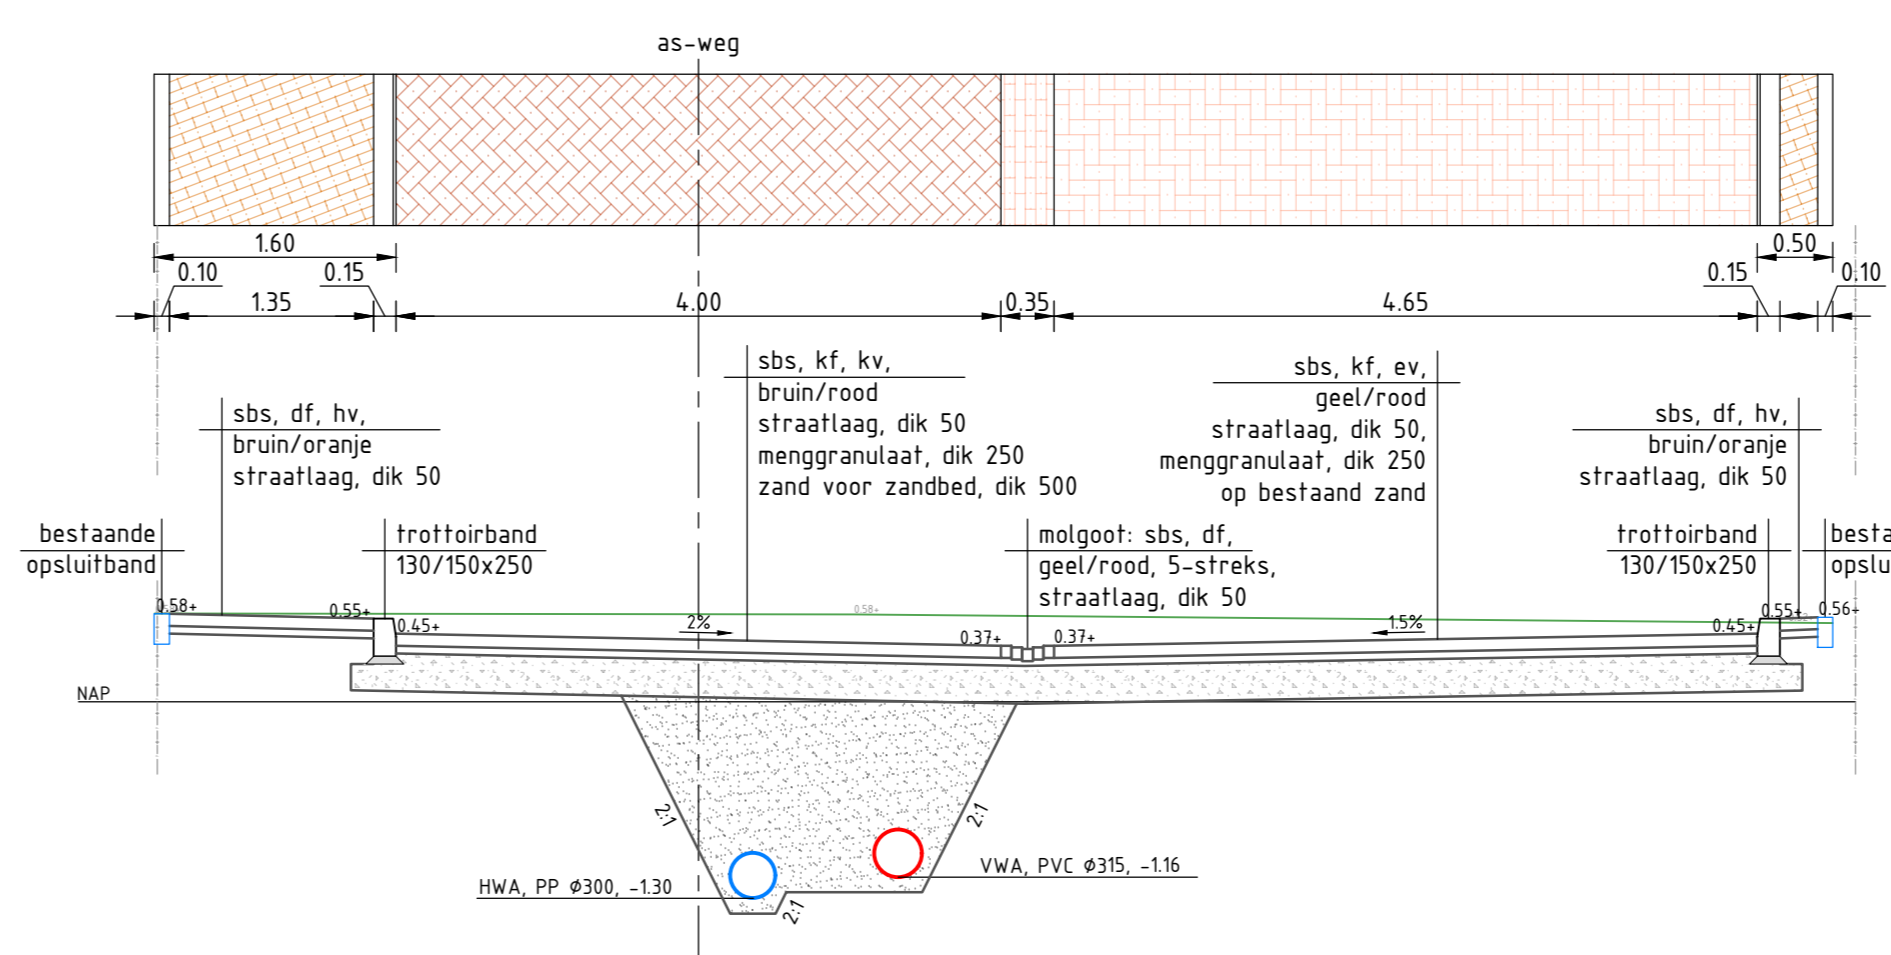 as-weg
1.60
0.50
0.10
0.15
0.15
0.10
1.35
4.00
0.35
4.65
sbs, df, hv,
bruin/oranje
straatlaag, dik 50
sbs, kf, kv,
bruin/rood
straatlaag, dik 50
menggranulaat, dik 250
zand voor zandbed, dik 500
sbs, kf, ev,
geel/rood
straatlaag, dik 50,
menggranulaat, dik 250
op bestaand zand
sbs, df, hv,
bruin/oranje
straatlaag, dik 50
bestaande
opsluitband
trottoirband
130/150x250
molgoot: sbs, df,
geel/rood, 5-streks,
straatlaag, dik 50
trottoirband
130/150x250
besta
opslu
0.58+
0.55+
0.45+
2%
0.58+
0.37+
0.37+
1.5%
0.45+
0.55+
0.56+
NAP
2:1
2:1
2:1
HWA, PP Ø300, -1.30
VWA, PVC Ø315, -1.16